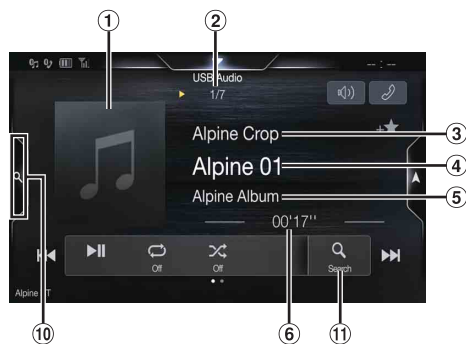 1
2
-- : --
USB Audio
1/7
Alpine Crop
3
Alpine 01
4
Alpine Album
5
00'17''
Off
Off
Search
10
6
11